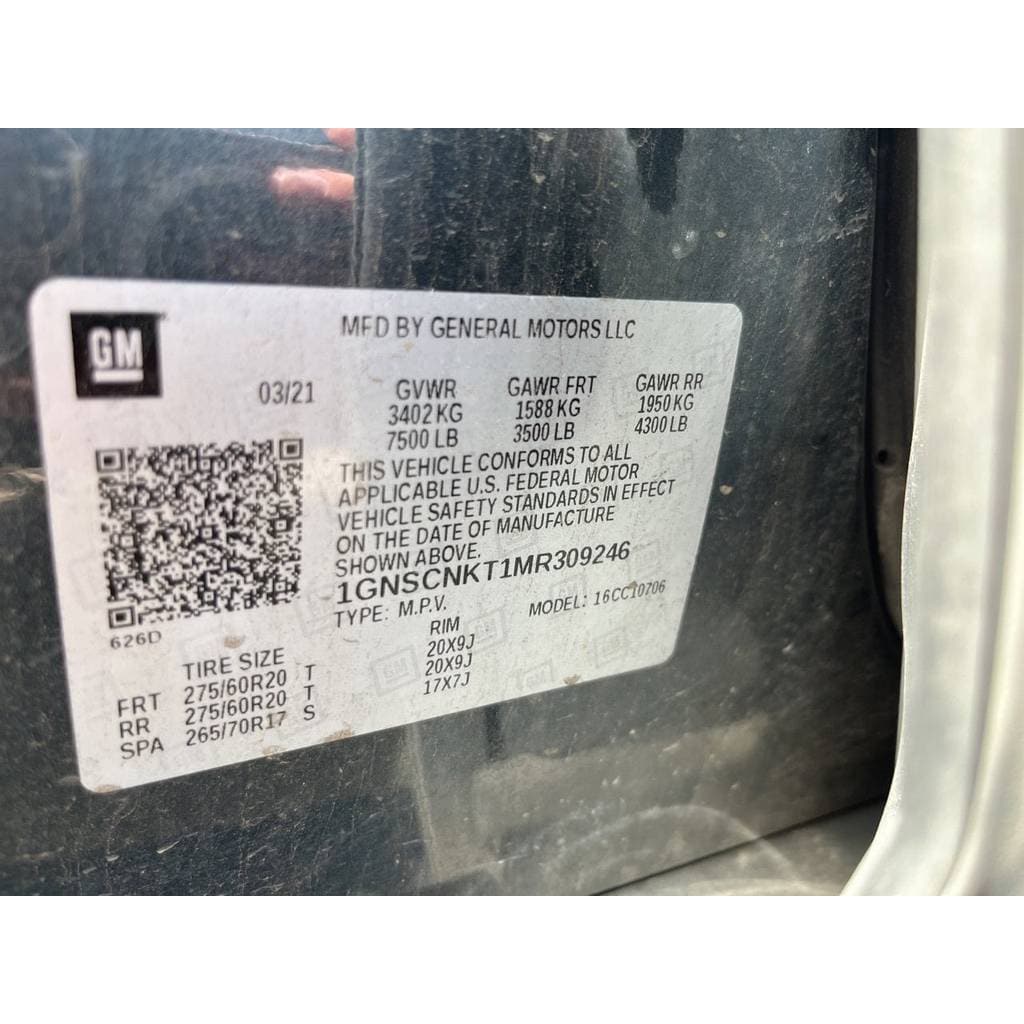 GM
MFD BY GENERAL MOTORS LLC
03/21 GVWR GAWR FRT GAWR RR
3402 KG 1588 KG 1950 KG
7500 LB 3500 LB 4300 LB
THIS VEHICLE CONFORMS TO ALL
APPLICABLE U.S. FEDERAL MOTOR
VEHICLE SAFETY STANDARDS IN EFFECT
ON THE DATE OF MANUFACTURE
SHOWN ABOVE.
1GNSCNKT1MR309246
TYPE: M.P.V. MODEL: 16CC10706
626D
TIRE SIZE RIM
FRT 275/60R20 T 20X9J
RR 275/60R20 T 20X9J
SPA 265/70R17 S 17X7J